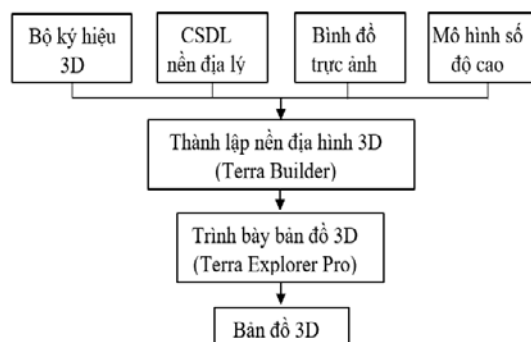 Bộ ký hiệu
3D
CSDL
nền địa lý
Bình đồ
trực ảnh
Mô hình số
độ cao
Thành lập nền địa hình 3D
(Terra Builder)
Trình bày bản đồ 3D
(Terra Explorer Pro)
Bản đồ 3D